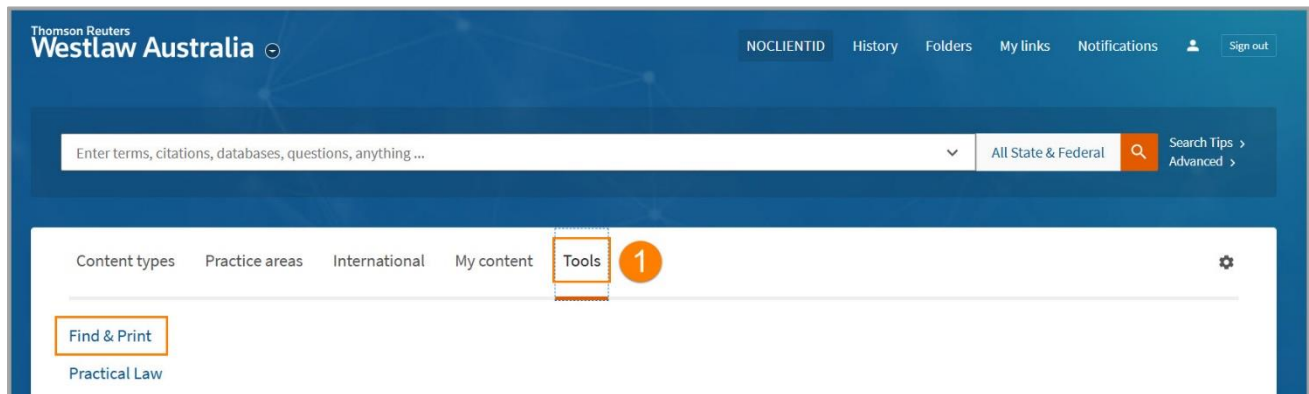 Thomson Reuters
Westlaw Australia
NOCLIENTID History Folders My links Notifications Sign out
Enter terms, citations, databases, questions, anything ...
All State & Federal
Search Tips >
Advanced >
Content types Practice areas International My content Tools 1
Find & Print
Practical Law